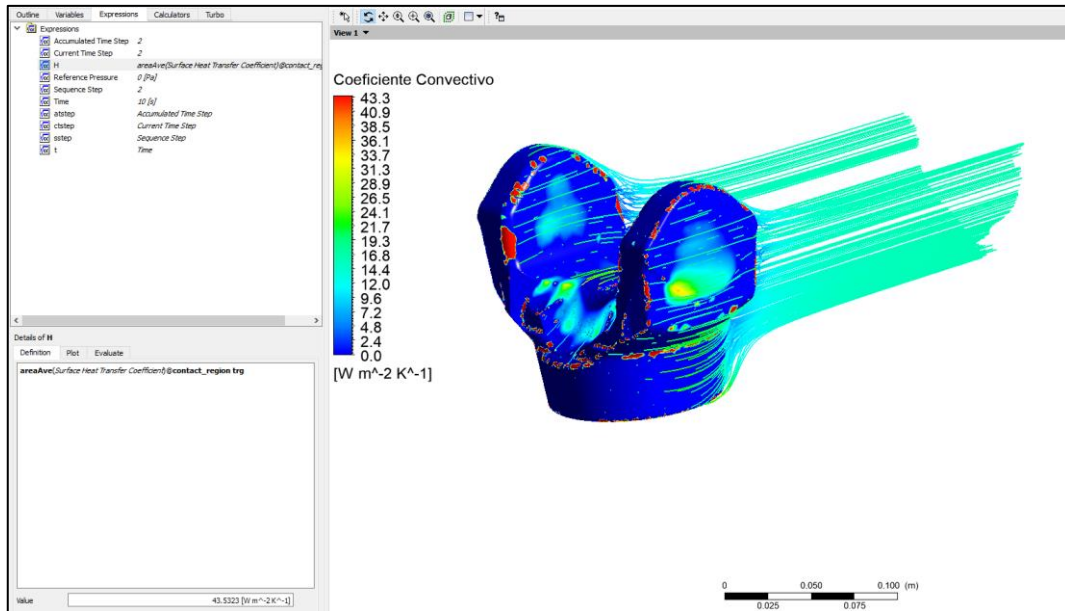 Outline Variables Expressions Calculators Turbo
Expressions
Accumulated Time Step 2
Current Time Step 2
H areaAve(Surface Heat Transfer Coefficient)@contact_reg
Reference Pressure 0 [Pa]
Sequence Step 2
Time 10 [s]
atstep Accumulated Time Step
ctstep Current Time Step
sstep Sequence Step
t Time
Details of H
Definition Plot Evaluate
areaAve(Surface Heat Transfer Coefficient)@contact_region trg
Value 43.5323 [W m^-2 K^-1]
View 1
Coeficiente Convectivo
43.3
40.9
38.5
36.1
33.7
31.3
28.9
26.5
24.1
21.7
19.3
16.8
14.4
12.0
9.6
7.2
4.8
2.4
0.0
[W m^-2 K^-1]
0 0.050 0.100 (m)
0.025 0.075